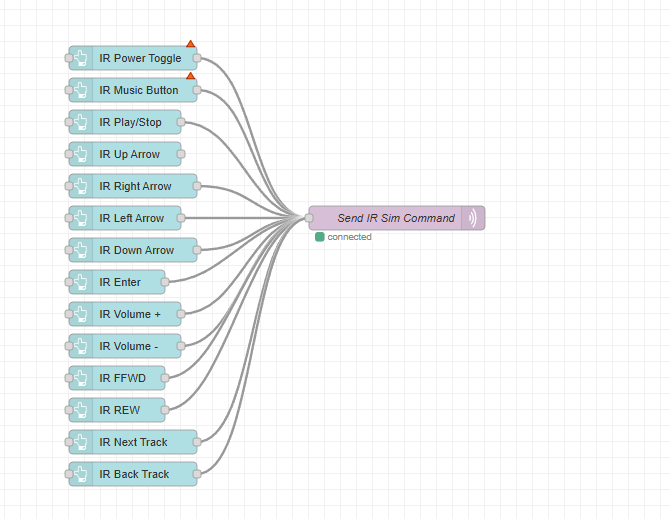 IR Power Toggle
IR Music Button
IR Play/Stop
IR Up Arrow
IR Right Arrow
IR Left Arrow
IR Down Arrow
IR Enter
IR Volume +
IR Volume -
IR FFWD
IR REW
IR Next Track
IR Back Track
Send IR Sim Command
connected